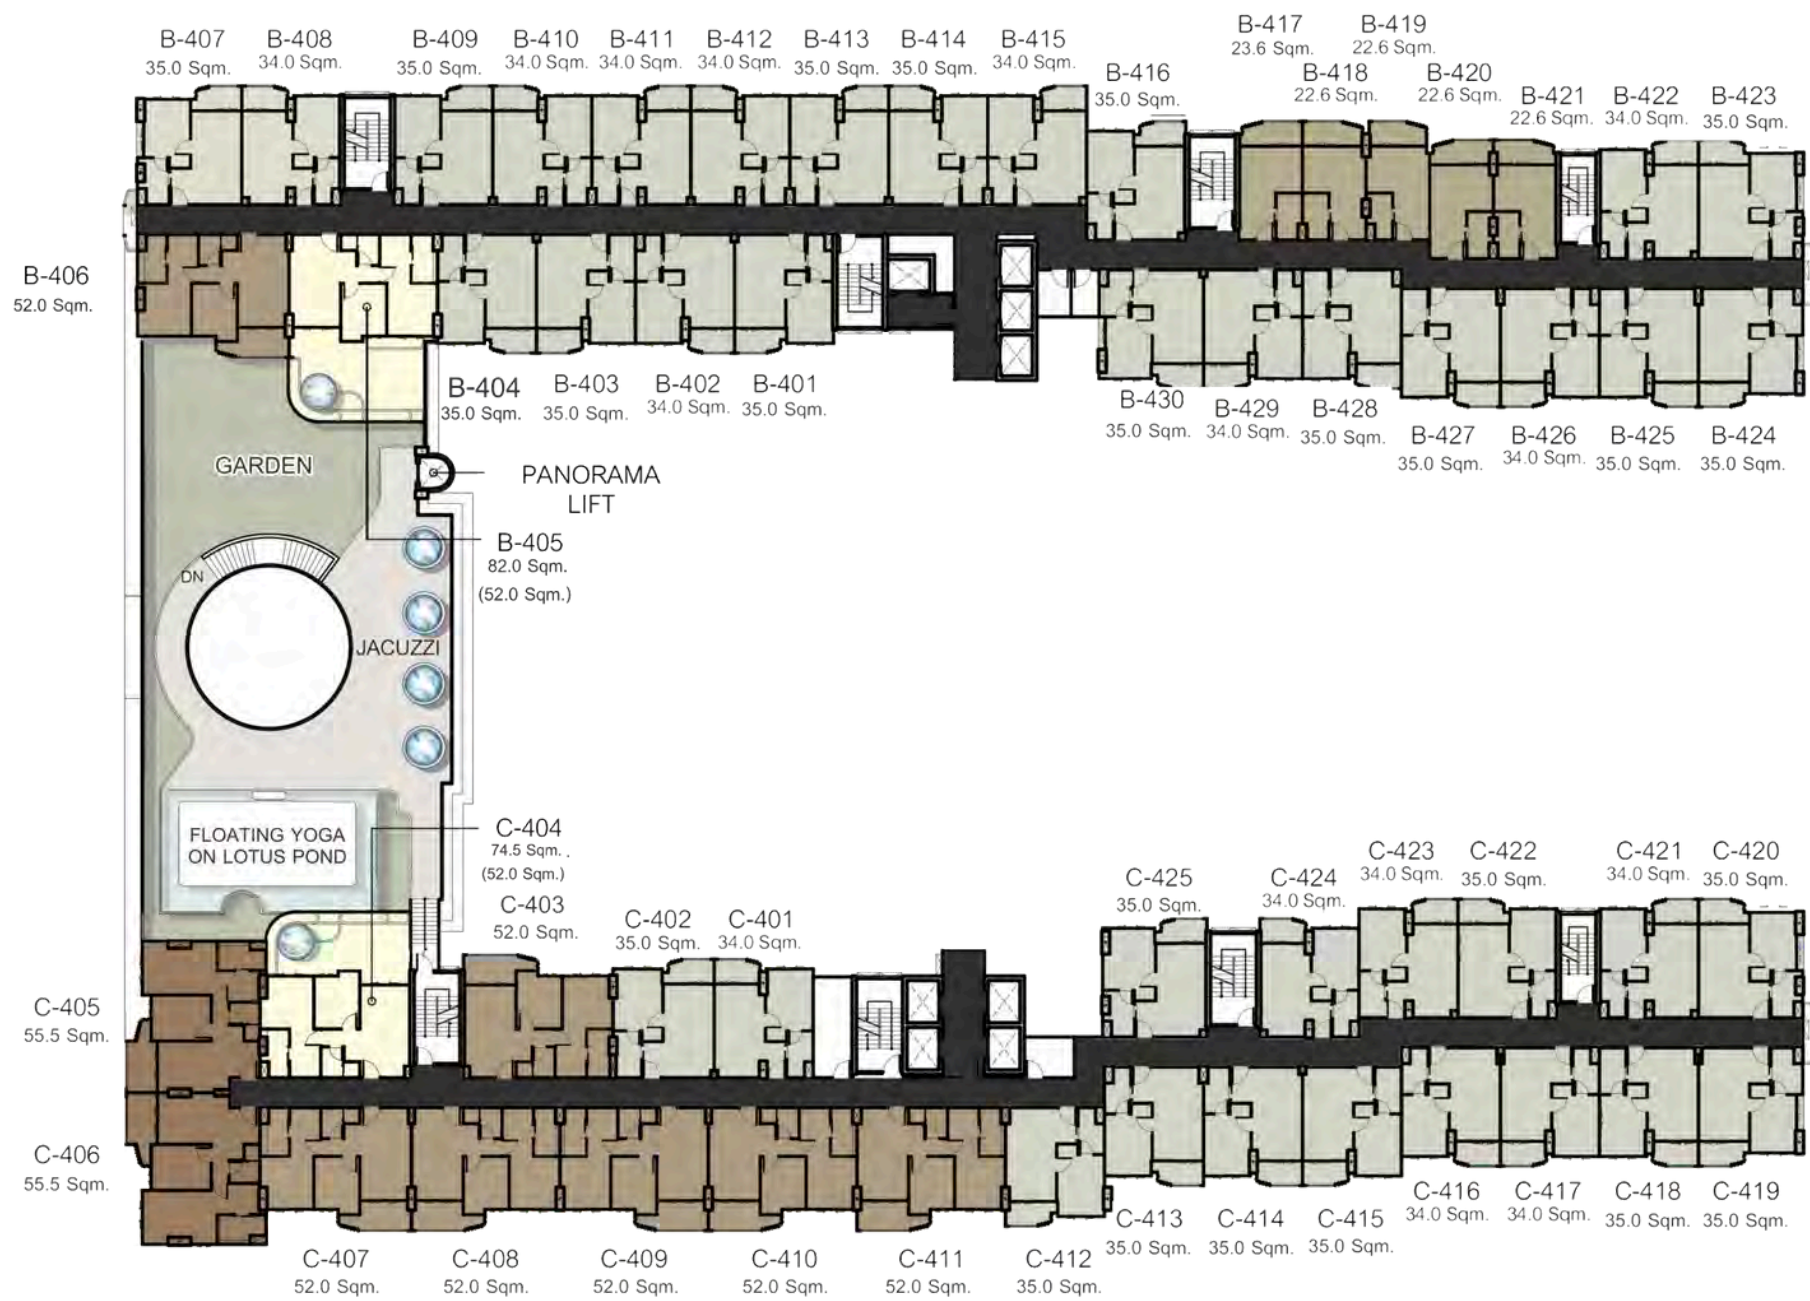 B-407
35.0 Sqm.
B-408
34.0 Sqm.
B-409
35.0 Sqm.
B-410
34.0 Sqm.
B-411
34.0 Sqm.
B-412
34.0 Sqm.
B-413
35.0 Sqm.
B-414
35.0 Sqm.
B-415
34.0 Sqm.
B-416
35.0 Sqm.
B-417
23.6 Sqm.
B-418
22.6 Sqm.
B-419
22.6 Sqm.
B-420
22.6 Sqm.
B-421
22.6 Sqm.
B-422
34.0 Sqm.
B-423
35.0 Sqm.
B-406
52.0 Sqm.
B-404
35.0 Sqm.
B-403
35.0 Sqm.
B-402
34.0 Sqm.
B-401
35.0 Sqm.
B-430
35.0 Sqm.
B-429
34.0 Sqm.
B-428
35.0 Sqm.
B-427
35.0 Sqm.
B-426
34.0 Sqm.
B-425
35.0 Sqm.
B-424
35.0 Sqm.
GARDEN
PANORAMA
LIFT
B-405
82.0 Sqm.
(52.0 Sqm.)
DN
JACUZZI
FLOATING YOGA
ON LOTUS POND
C-404
74.5 Sqm.
(52.0 Sqm.)
C-403
52.0 Sqm.
C-402
35.0 Sqm.
C-401
34.0 Sqm.
C-425
35.0 Sqm.
C-424
34.0 Sqm.
C-423
34.0 Sqm.
C-422
35.0 Sqm.
C-421
34.0 Sqm.
C-420
35.0 Sqm.
C-405
55.5 Sqm.
C-406
55.5 Sqm.
C-407
52.0 Sqm.
C-408
52.0 Sqm.
C-409
52.0 Sqm.
C-410
52.0 Sqm.
C-411
52.0 Sqm.
C-412
35.0 Sqm.
C-413
35.0 Sqm.
C-414
35.0 Sqm.
C-415
35.0 Sqm.
C-416
34.0 Sqm.
C-417
34.0 Sqm.
C-418
35.0 Sqm.
C-419
35.0 Sqm.